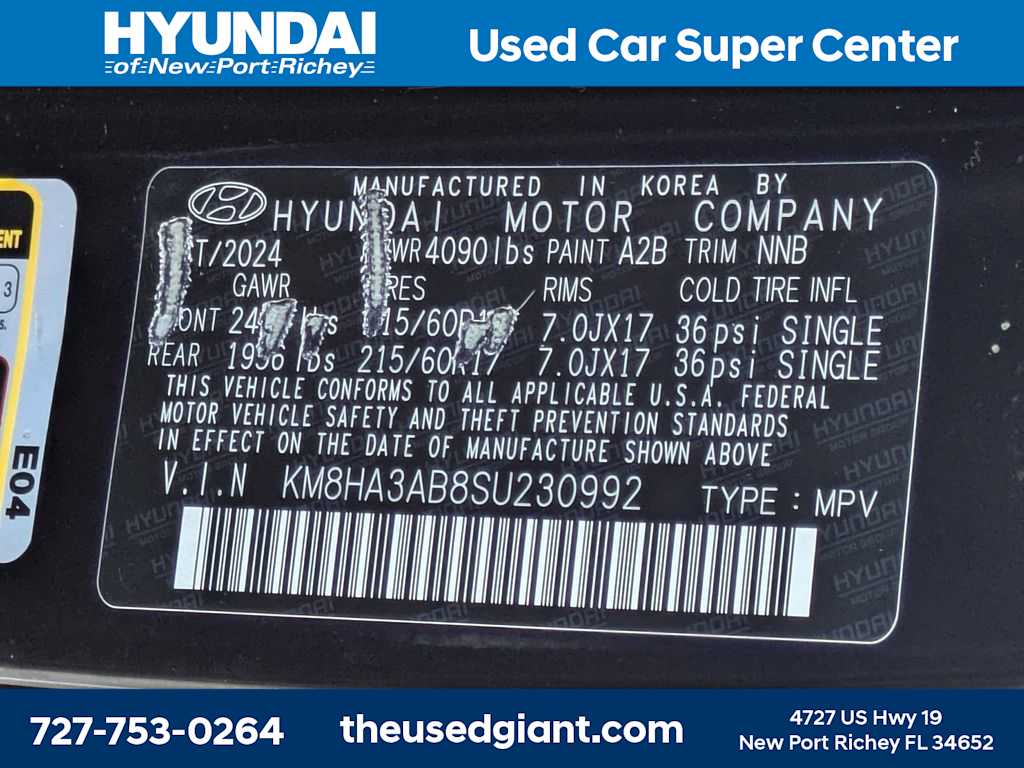 HYUNDAI
of New Port Richey
Used Car Super Center
MANUFACTURED IN KOREA BY
HYUNDAI MOTOR COMPANY
T/2024 WR 4090lbs PAINT A2B TRIM NNB
GAWR RES RIMS COLD TIRE INFL
ONT 7.0JX17 36psi SINGLE
REAR 215/60R17 7.0JX17 36psi SINGLE
THIS VEHICLE CONFORMS TO ALL APPLICABLE U.S.A. FEDERAL
MOTOR VEHICLE SAFETY AND THEFT PREVENTION STANDARDS
IN EFFECT ON THE DATE OF MANUFACTURE SHOWN ABOVE
V.I.N KM8HA3AB8SU230992 TYPE : MPV
ENT
3
E04
727-753-0264
theusedgiant.com
4727 US Hwy 19
New Port Richey FL 34652